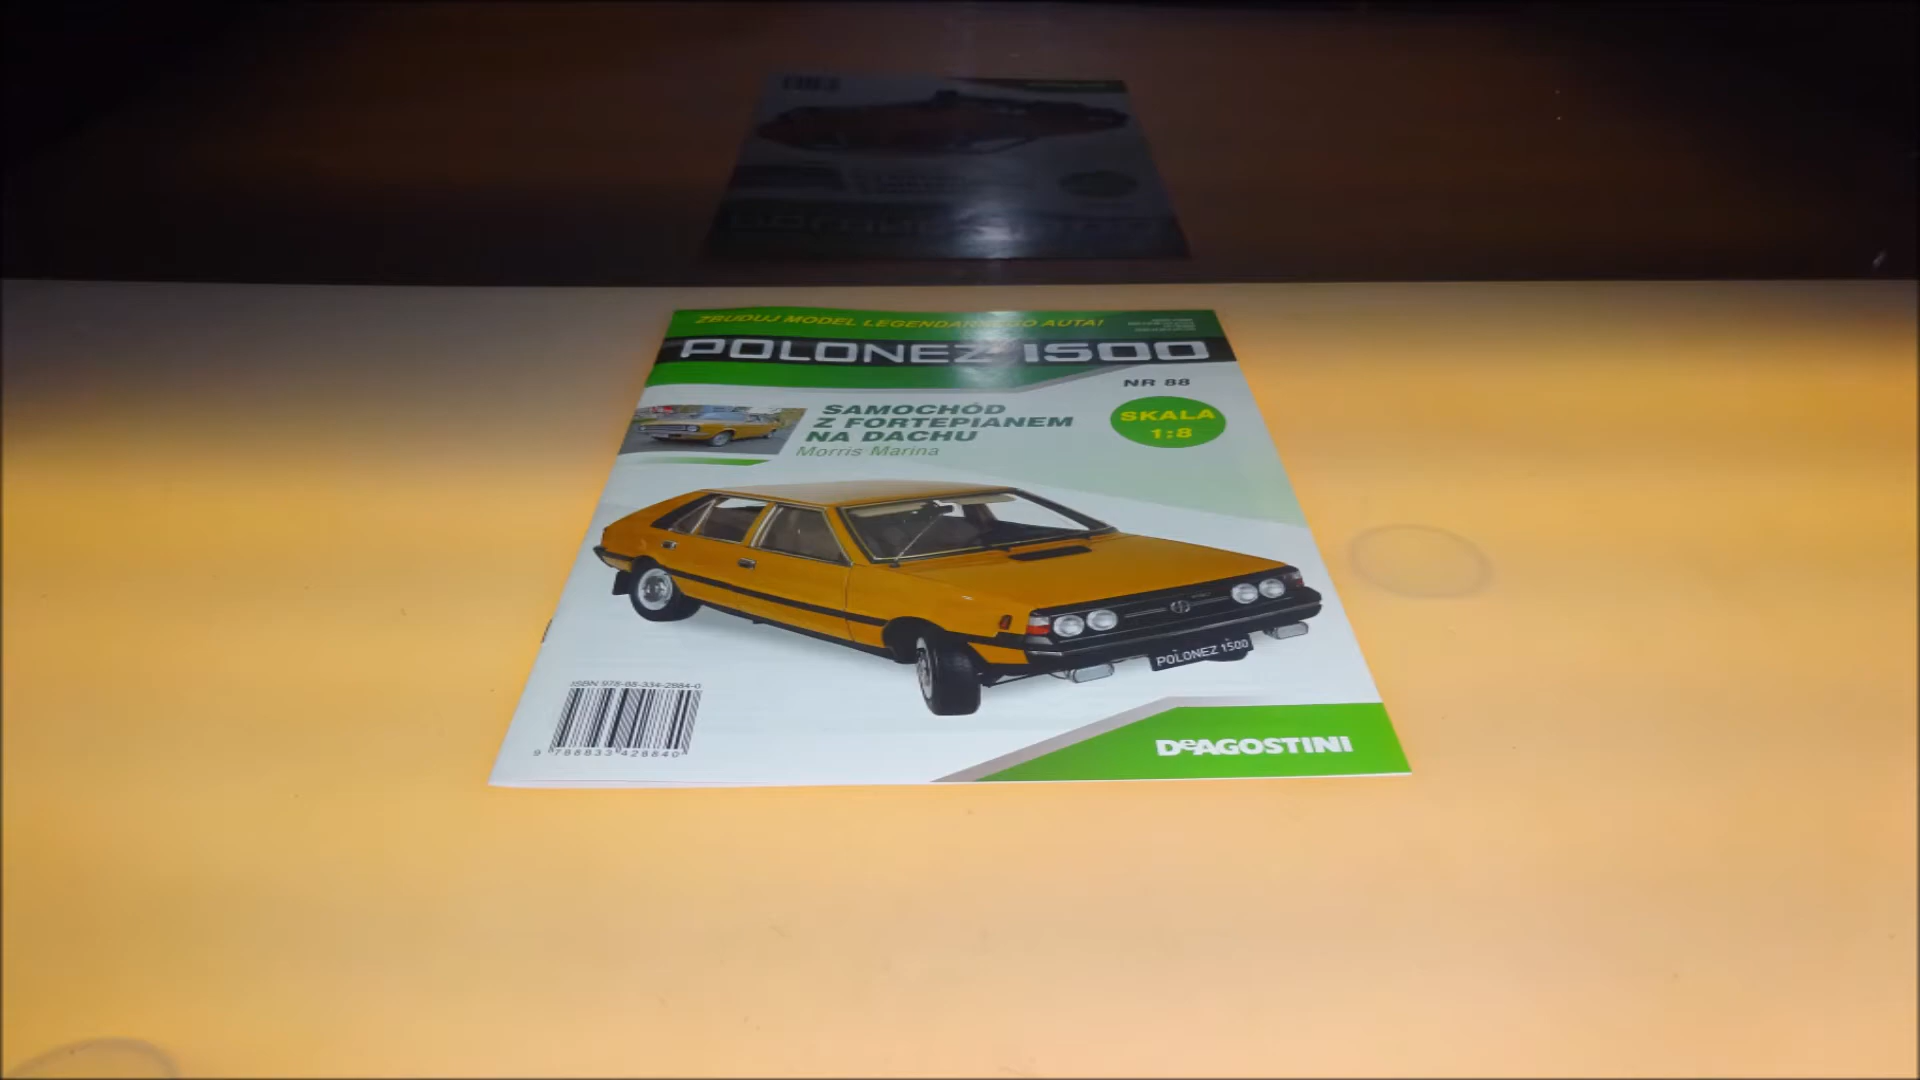 ZBUDUJ MODEL LEGENDARNEGO AUTA!
POLONEZ 1500
NR 88
SAMOCHÓD
Z FORTEPIANEM
NA DACHU
Morris Marina
SKALA
1:8
POLONEZ 1500
ISBN 978-88-334-2884-0
9 788833 428840
DeAGOSTINI